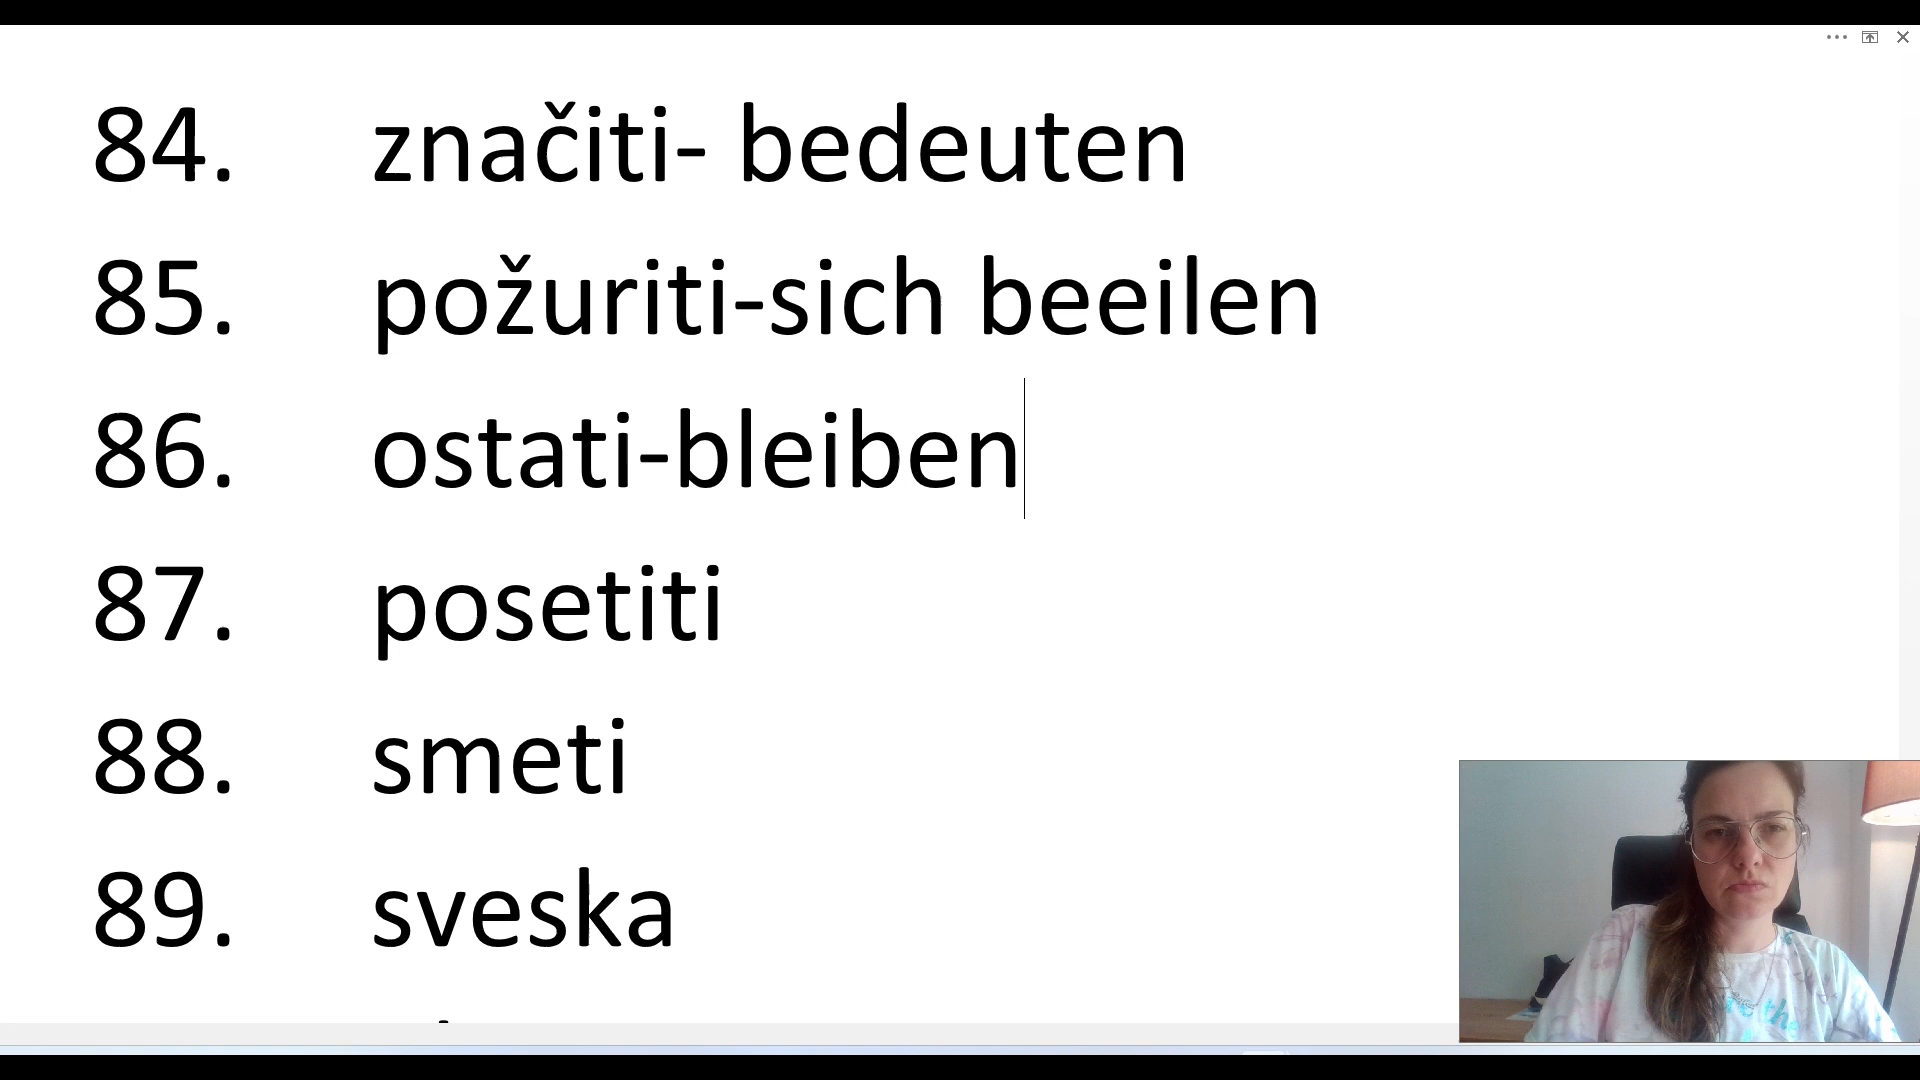 84. značiti- bedeuten
85. požuriti-sich beeilen
86. ostati-bleiben
87. posetiti
88. smeti
89. sveska